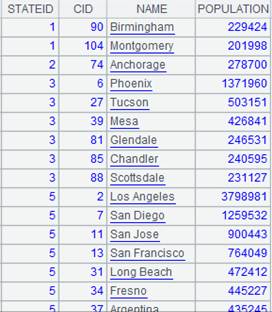 STATEID CID NAME POPULATION
1 90 Birmingham 229424
1 104 Montgomery 201998
2 74 Anchorage 278700
3 6 Phoenix 1371960
3 27 Tucson 503151
3 39 Mesa 426841
3 81 Glendale 246531
3 85 Chandler 240595
3 88 Scottsdale 231127
5 2 Los Angeles 3798981
5 7 San Diego 1259532
5 11 San Jose 900443
5 13 San Francisco 764049
5 31 Long Beach 472412
5 34 Fresno 445227
5 37 Argentina 435245